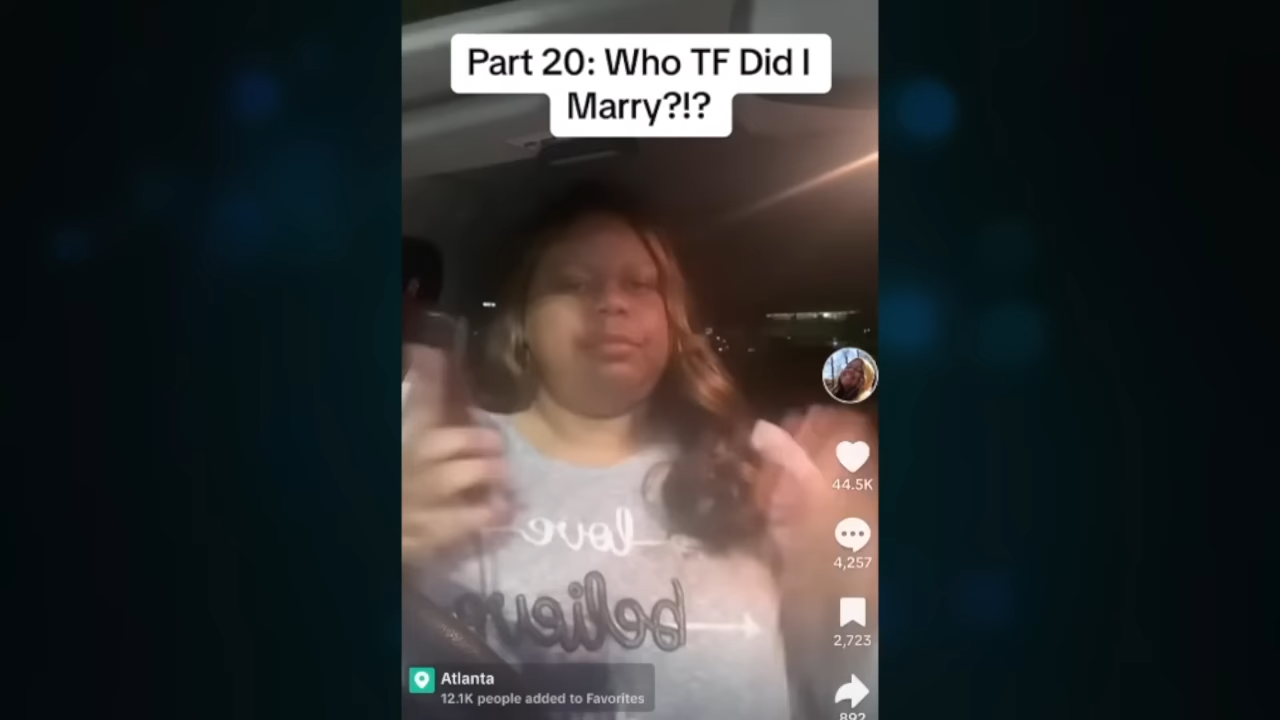 Part 20: Who TF Did I
Marry?!?
love
believe
44.5K
4,257
2,723
Atlanta
12.1K people added to Favorites
892